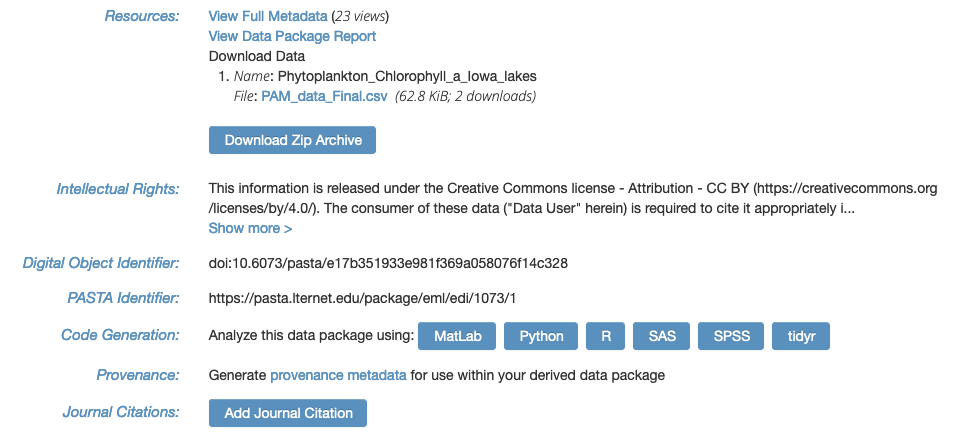 Resources: View Full Metadata (23 views)
View Data Package Report
Download Data
1. Name: Phytoplankton_Chlorophyll_a_Iowa_lakes
File: PAM_data_Final.csv (62.8 KiB; 2 downloads)
Download Zip Archive
Intellectual Rights: This information is released under the Creative Commons license - Attribution - CC BY (https://creativecommons.org
/licenses/by/4.0/). The consumer of these data ("Data User" herein) is required to cite it appropriately i...
Show more >
Digital Object Identifier: doi:10.6073/pasta/e17b351933e981f369a058076f14c328
PASTA Identifier: https://pasta.lternet.edu/package/eml/edi/1073/1
Code Generation: Analyze this data package using: MatLab Python R SAS SPSS tidyr
Provenance: Generate provenance metadata for use within your derived data package
Journal Citations: Add Journal Citation